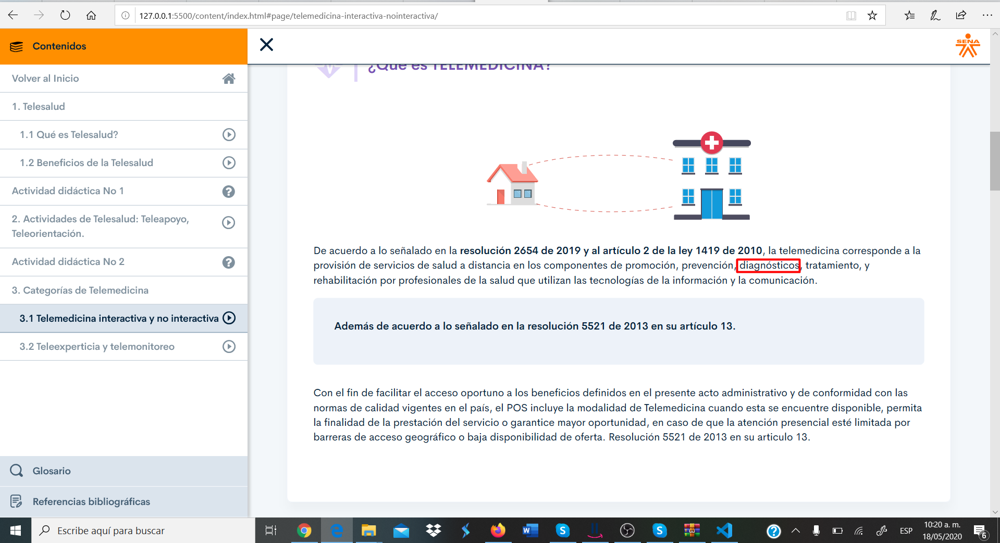 127.0.0.1:5500/content/index.html#page/telemedicina-interactiva-nointeractiva/
Contenidos
SENA
Volver al Inicio
1. Telesalud
1.1 Qué es Telesalud?
1.2 Beneficios de la Telesalud
Actividad didáctica No 1
2. Actividades de Telesalud: Teleapoyo,
Teleorientación.
Actividad didáctica No 2
3. Categorías de Telemedicina
3.1 Telemedicina interactiva y no interactiva
3.2 Teleexperticia y telemonitoreo
Glosario
Referencias bibliográficas
¿Qué es TELEMEDICINA?
De acuerdo a lo señalado en la resolución 2654 de 2019 y al artículo 2 de la ley 1419 de 2010, la telemedicina corresponde a la
provisión de servicios de salud a distancia en los componentes de promoción, prevención, diagnósticos, tratamiento, y
rehabilitación por profesionales de la salud que utilizan las tecnologías de la información y la comunicación.
Además de acuerdo a lo señalado en la resolución 5521 de 2013 en su artículo 13.
Con el fin de facilitar el acceso oportuno a los beneficios definidos en el presente acto administrativo y de conformidad con las
normas de calidad vigentes en el país, el POS incluye la modalidad de Telemedicina cuando esta se encuentre disponible, permita
la finalidad de la prestación del servicio o garantice mayor oportunidad, en caso de que la atención presencial esté limitada por
barreras de acceso geográfico o baja disponibilidad de oferta. Resolución 5521 de 2013 en su articulo 13.
Escribe aquí para buscar
ESP
10:20 a. m.
18/05/2020
6